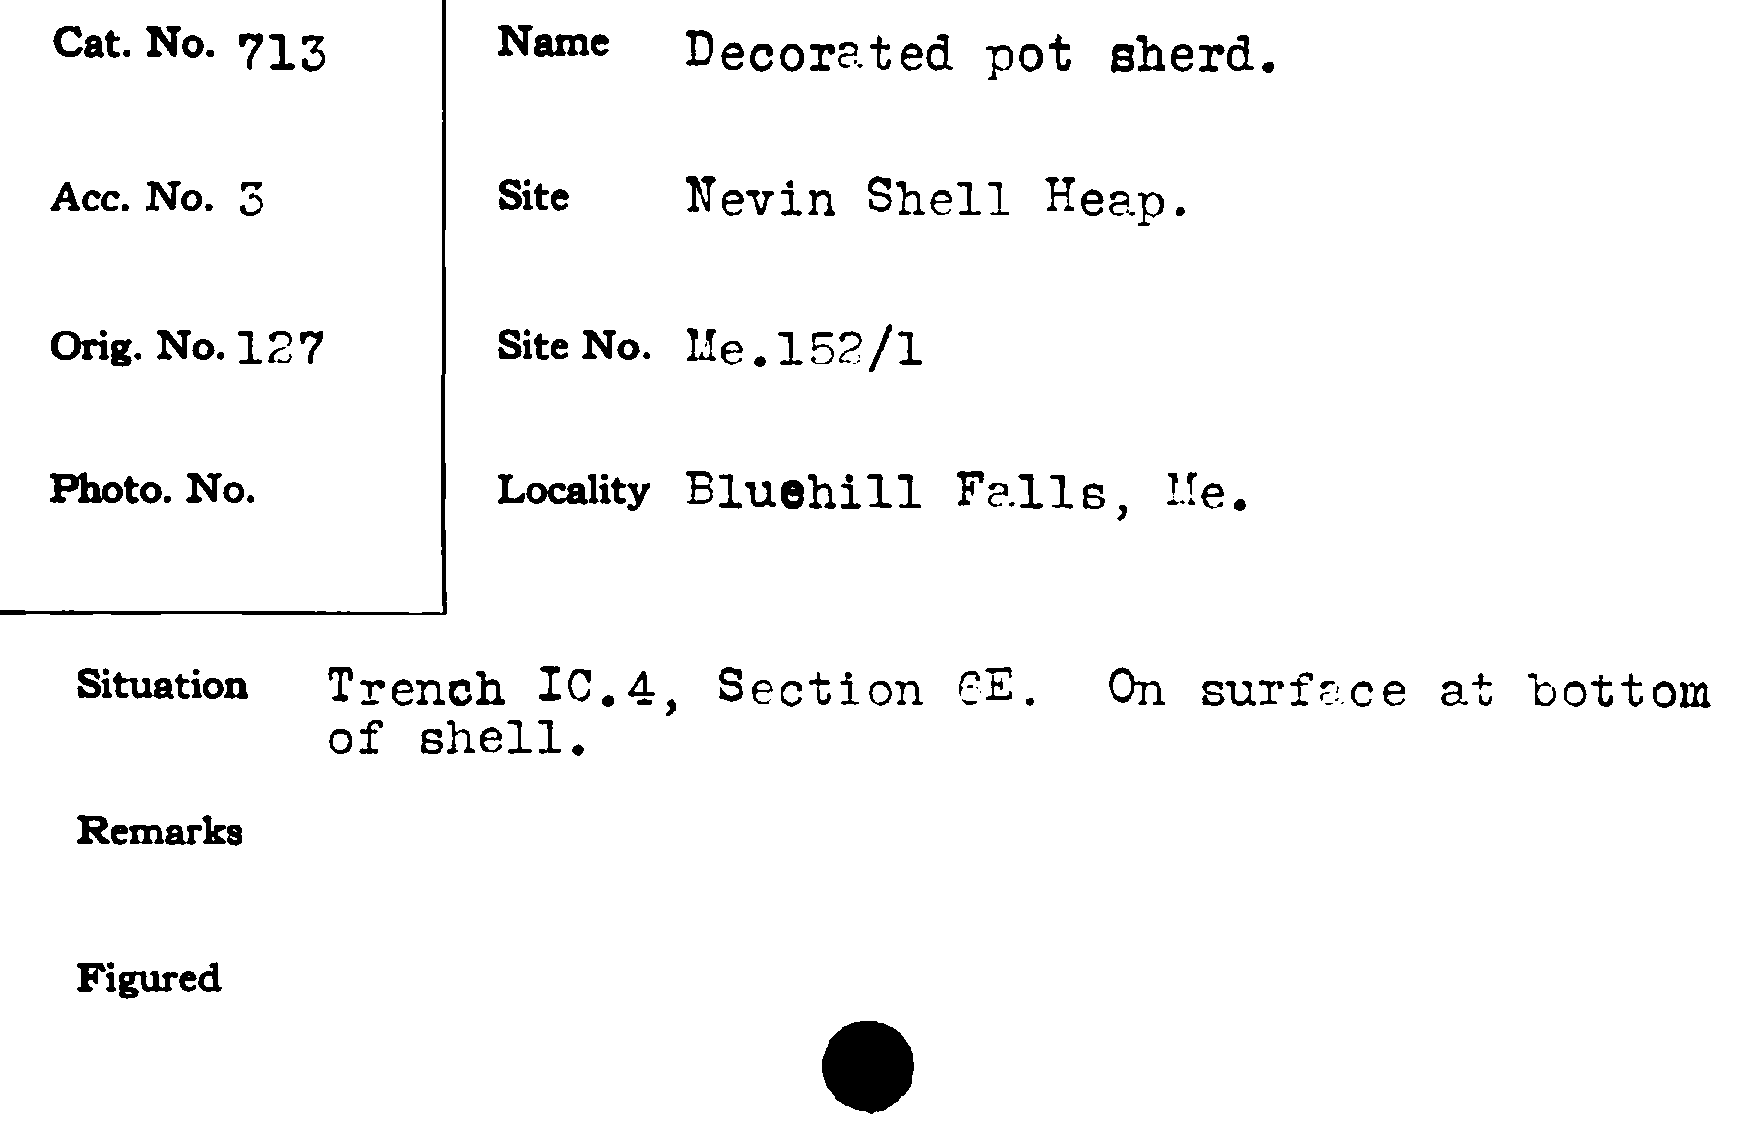 Cat. No. 713
Name Decorated pot sherd.
Acc. No. 3
Site Nevin Shell Heap.
Orig. No. 127
Site No. Me.152/1
Photo. No.
Locality Bluehill Falls, Me.
Situation Trench IC.4, Section 6E. On surface at bottom
of shell.
Remarks
Figured